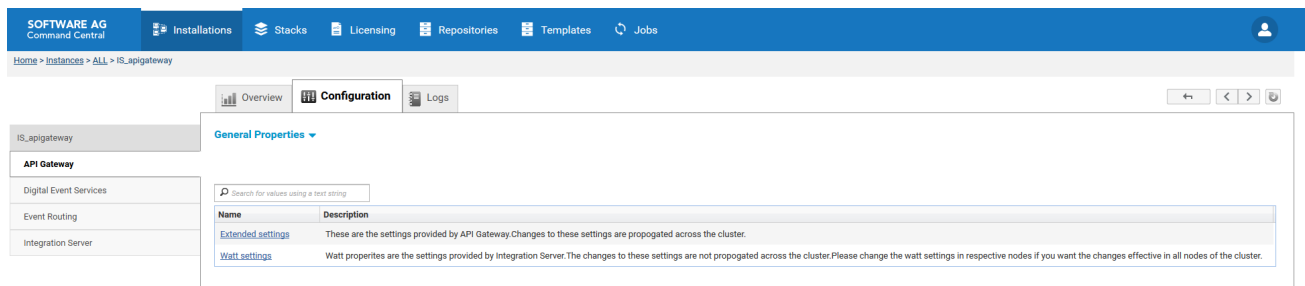 SOFTWARE AG
Command Central
Installations
Stacks
Licensing
Repositories
Templates
Jobs
Home > Instances > ALL > IS_apigateway
Overview
Configuration
Logs
IS_apigateway
API Gateway
Digital Event Services
Event Routing
Integration Server
General Properties
Search for values using a text string
Name Description
Extended settings These are the settings provided by API Gateway.Changes to these settings are propogated across the cluster.
Watt settings Watt properites are the settings provided by Integration Server.The changes to these settings are not propogated across the cluster.Please change the watt settings in respective nodes if you want the changes effective in all nodes of the cluster.